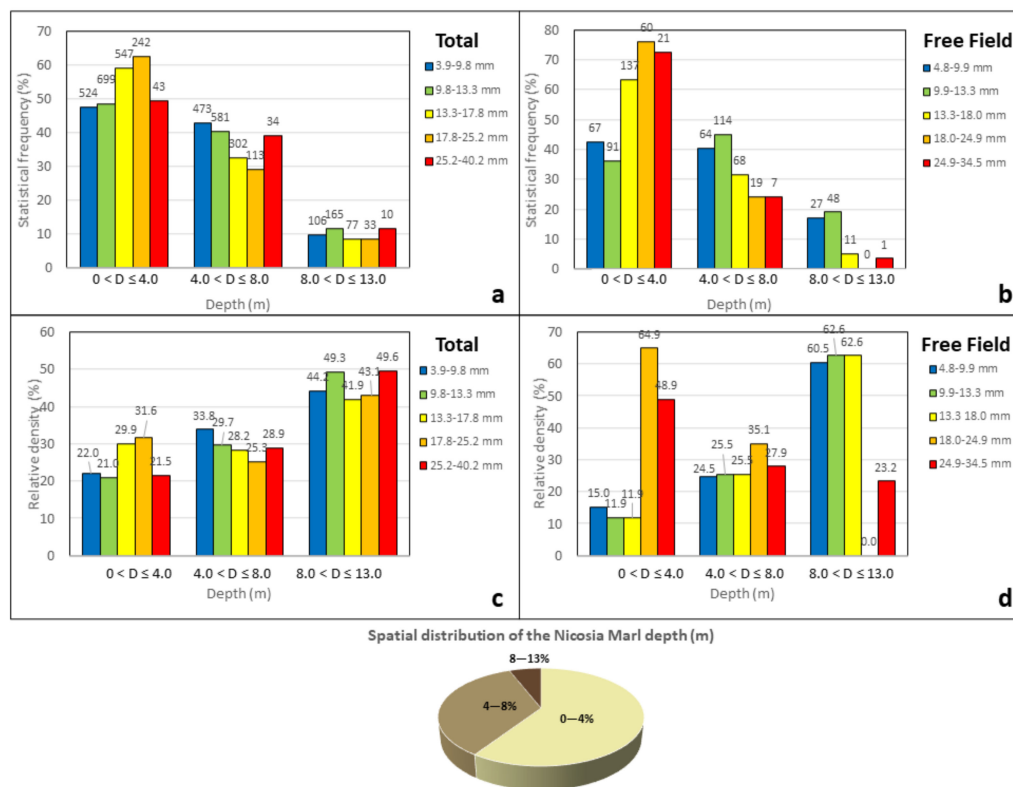 Total
3.9-9.8 mm
9.8-13.3 mm
13.3-17.8 mm
17.8-25.2 mm
25.2-40.2 mm
Statistical frequency (%)
70
60
50
40
30
20
10
0
524 699 547 242 43
473 581 302 113 34
106 165 77 33 10
0 < D ≤ 4.0 4.0 < D ≤ 8.0 8.0 < D ≤ 13.0
Depth (m)
a
Free Field
4.8-9.9 mm
9.9-13.3 mm
13.3-18.0 mm
18.0-24.9 mm
24.9-34.5 mm
Statistical frequency (%)
80
70
60
50
40
30
20
10
0
67 91 137 60 21
64 114 68 19 7
27 48 11 0 1
0 < D ≤ 4.0 4.0 < D ≤ 8.0 8.0 < D ≤ 13.0
Depth (m)
b
Total
3.9-9.8 mm
9.8-13.3 mm
13.3-17.8 mm
17.8-25.2 mm
25.2-40.2 mm
Relative density (%)
60
50
40
30
20
10
0
22.0 21.0 29.9 31.6 21.5
33.8 29.7 28.2 25.3 28.9
44.2 49.3 41.9 43.1 49.6
0 < D ≤ 4.0 4.0 < D ≤ 8.0 8.0 < D ≤ 13.0
Depth (m)
c
Free Field
4.8-9.9 mm
9.9-13.3 mm
13.3 18.0 mm
18.0-24.9 mm
24.9-34.5 mm
Relative density (%)
70
60
50
40
30
20
10
0
15.0 11.9 11.9 64.9 48.9
24.5 25.5 25.5 35.1 27.9
60.5 62.6 62.6 0.0 23.2
0 < D ≤ 4.0 4.0 < D ≤ 8.0 8.0 < D ≤ 13.0
Depth (m)
d
Spatial distribution of the Nicosia Marl depth (m)
8—13%
4—8%
0—4%